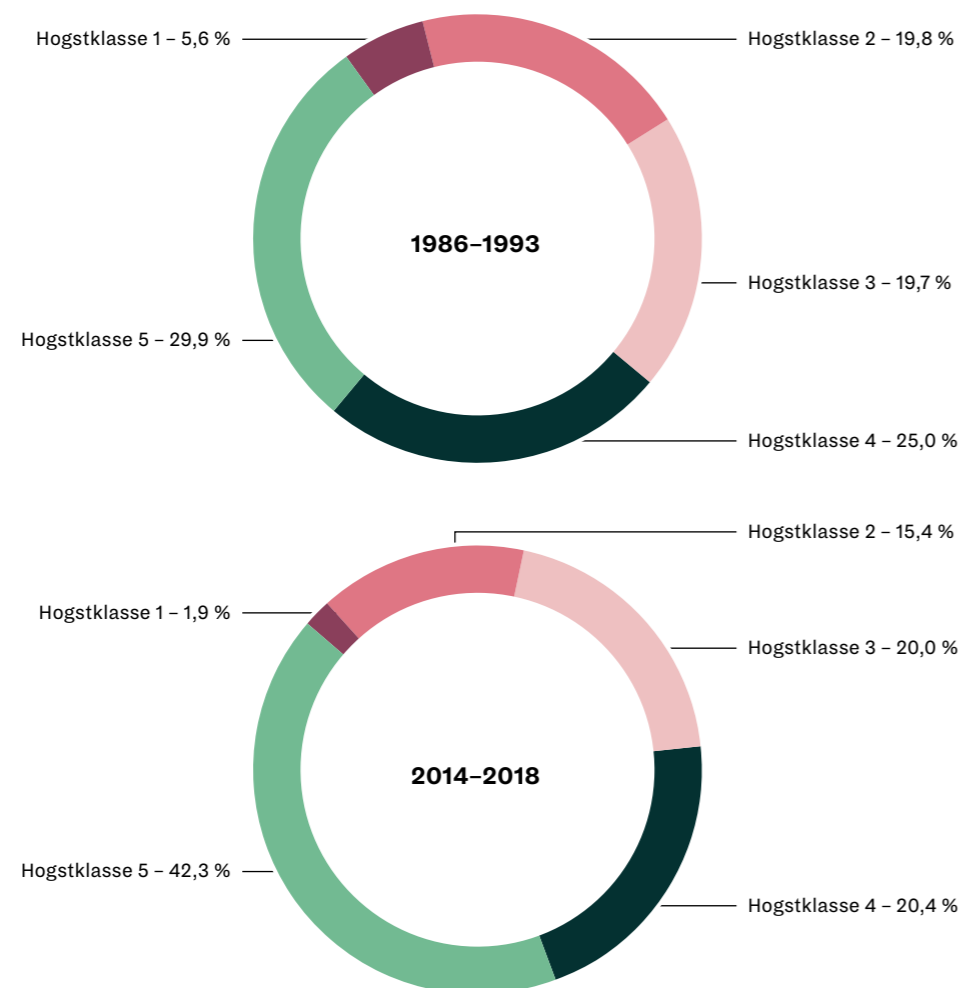 Hogstklasse 1 – 5,6 %
Hogstklasse 2 – 19,8 %
1986–1993
Hogstklasse 3 – 19,7 %
Hogstklasse 5 – 29,9 %
Hogstklasse 4 – 25,0 %
Hogstklasse 2 – 15,4 %
Hogstklasse 1 – 1,9 %
Hogstklasse 3 – 20,0 %
2014–2018
Hogstklasse 5 – 42,3 %
Hogstklasse 4 – 20,4 %